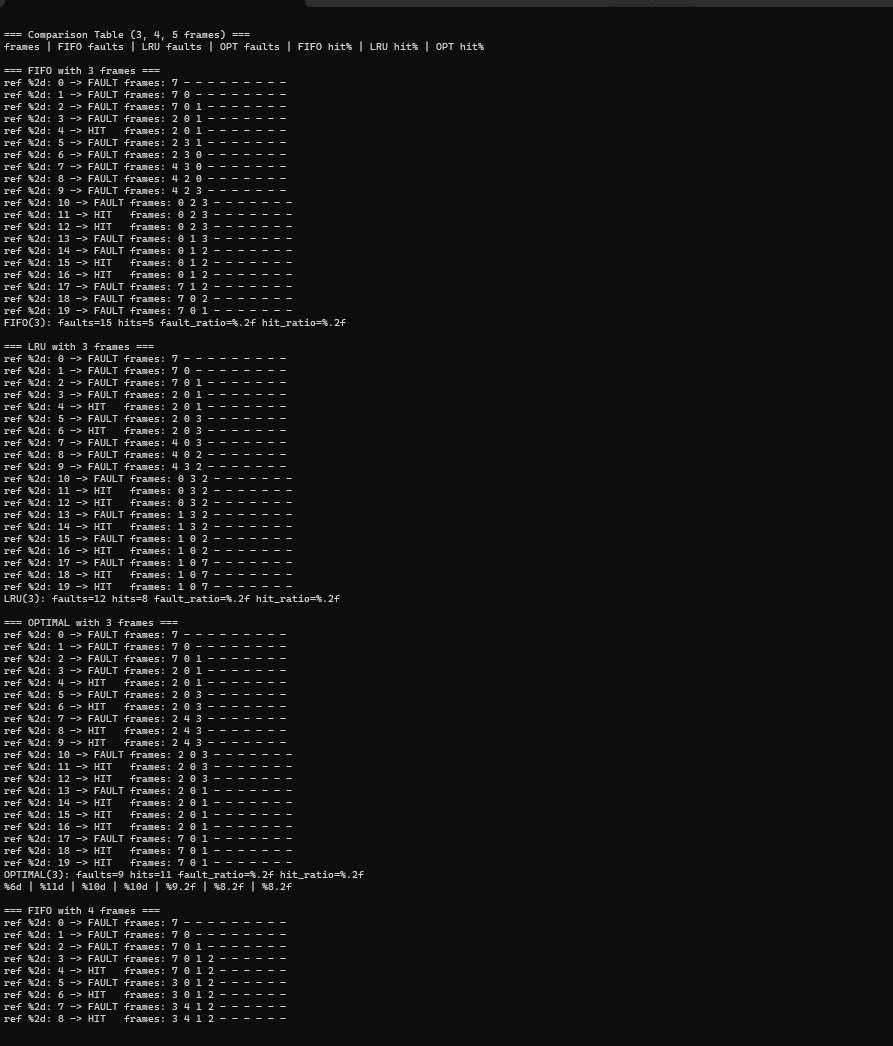 === Comparison Table (3, 4, 5 frames) ===
frames | FIFO faults | LRU faults | OPT faults | FIFO hit% | LRU hit% | OPT hit%
=== FIFO with 3 frames ===
ref %2d: 0 -> FAULT frames: 7 - - - - - - - - -
ref %2d: 1 -> FAULT frames: 7 0 - - - - - - - -
ref %2d: 2 -> FAULT frames: 7 0 1 - - - - - - -
ref %2d: 3 -> FAULT frames: 2 0 1 - - - - - - -
ref %2d: 4 -> HIT   frames: 2 0 1 - - - - - - -
ref %2d: 5 -> FAULT frames: 2 3 1 - - - - - - -
ref %2d: 6 -> FAULT frames: 2 3 0 - - - - - - -
ref %2d: 7 -> FAULT frames: 4 3 0 - - - - - - -
ref %2d: 8 -> FAULT frames: 4 2 0 - - - - - - -
ref %2d: 9 -> FAULT frames: 4 2 3 - - - - - - -
ref %2d: 10 -> FAULT frames: 0 2 3 - - - - - - -
ref %2d: 11 -> HIT   frames: 0 2 3 - - - - - - -
ref %2d: 12 -> HIT   frames: 0 2 3 - - - - - - -
ref %2d: 13 -> FAULT frames: 0 1 3 - - - - - - -
ref %2d: 14 -> FAULT frames: 0 1 2 - - - - - - -
ref %2d: 15 -> HIT   frames: 0 1 2 - - - - - - -
ref %2d: 16 -> HIT   frames: 0 1 2 - - - - - - -
ref %2d: 17 -> FAULT frames: 7 1 2 - - - - - - -
ref %2d: 18 -> FAULT frames: 7 0 2 - - - - - - -
ref %2d: 19 -> FAULT frames: 7 0 1 - - - - - - -
FIFO(3): faults=15 hits=5 fault_ratio=%.2f hit_ratio=%.2f
=== LRU with 3 frames ===
ref %2d: 0 -> FAULT frames: 7 - - - - - - - - -
ref %2d: 1 -> FAULT frames: 7 0 - - - - - - - -
ref %2d: 2 -> FAULT frames: 7 0 1 - - - - - - -
ref %2d: 3 -> FAULT frames: 2 0 1 - - - - - - -
ref %2d: 4 -> HIT   frames: 2 0 1 - - - - - - -
ref %2d: 5 -> FAULT frames: 2 0 3 - - - - - - -
ref %2d: 6 -> HIT   frames: 2 0 3 - - - - - - -
ref %2d: 7 -> FAULT frames: 4 0 3 - - - - - - -
ref %2d: 8 -> FAULT frames: 4 0 2 - - - - - - -
ref %2d: 9 -> FAULT frames: 4 3 2 - - - - - - -
ref %2d: 10 -> FAULT frames: 0 3 2 - - - - - - -
ref %2d: 11 -> HIT   frames: 0 3 2 - - - - - - -
ref %2d: 12 -> HIT   frames: 0 3 2 - - - - - - -
ref %2d: 13 -> FAULT frames: 1 3 2 - - - - - - -
ref %2d: 14 -> HIT   frames: 1 3 2 - - - - - - -
ref %2d: 15 -> FAULT frames: 1 0 2 - - - - - - -
ref %2d: 16 -> HIT   frames: 1 0 2 - - - - - - -
ref %2d: 17 -> FAULT frames: 1 0 7 - - - - - - -
ref %2d: 18 -> HIT   frames: 1 0 7 - - - - - - -
ref %2d: 19 -> HIT   frames: 1 0 7 - - - - - - -
LRU(3): faults=12 hits=8 fault_ratio=%.2f hit_ratio=%.2f
=== OPTIMAL with 3 frames ===
ref %2d: 0 -> FAULT frames: 7 - - - - - - - - -
ref %2d: 1 -> FAULT frames: 7 0 - - - - - - - -
ref %2d: 2 -> FAULT frames: 7 0 1 - - - - - - -
ref %2d: 3 -> FAULT frames: 2 0 1 - - - - - - -
ref %2d: 4 -> HIT   frames: 2 0 1 - - - - - - -
ref %2d: 5 -> FAULT frames: 2 0 3 - - - - - - -
ref %2d: 6 -> HIT   frames: 2 0 3 - - - - - - -
ref %2d: 7 -> FAULT frames: 2 4 3 - - - - - - -
ref %2d: 8 -> HIT   frames: 2 4 3 - - - - - - -
ref %2d: 9 -> HIT   frames: 2 4 3 - - - - - - -
ref %2d: 10 -> FAULT frames: 2 0 3 - - - - - - -
ref %2d: 11 -> HIT   frames: 2 0 3 - - - - - - -
ref %2d: 12 -> HIT   frames: 2 0 3 - - - - - - -
ref %2d: 13 -> FAULT frames: 2 0 1 - - - - - - -
ref %2d: 14 -> HIT   frames: 2 0 1 - - - - - - -
ref %2d: 15 -> HIT   frames: 2 0 1 - - - - - - -
ref %2d: 16 -> HIT   frames: 2 0 1 - - - - - - -
ref %2d: 17 -> FAULT frames: 7 0 1 - - - - - - -
ref %2d: 18 -> HIT   frames: 7 0 1 - - - - - - -
ref %2d: 19 -> HIT   frames: 7 0 1 - - - - - - -
OPTIMAL(3): faults=9 hits=11 fault_ratio=%.2f hit_ratio=%.2f
%6d | %11d | %10d | %10d | %9.2f | %8.2f | %8.2f
=== FIFO with 4 frames ===
ref %2d: 0 -> FAULT frames: 7 - - - - - - - - -
ref %2d: 1 -> FAULT frames: 7 0 - - - - - - - -
ref %2d: 2 -> FAULT frames: 7 0 1 - - - - - - -
ref %2d: 3 -> FAULT frames: 7 0 1 2 - - - - - -
ref %2d: 4 -> HIT   frames: 7 0 1 2 - - - - - -
ref %2d: 5 -> FAULT frames: 3 0 1 2 - - - - - -
ref %2d: 6 -> HIT   frames: 3 0 1 2 - - - - - -
ref %2d: 7 -> FAULT frames: 3 4 1 2 - - - - - -
ref %2d: 8 -> HIT   frames: 3 4 1 2 - - - - - -